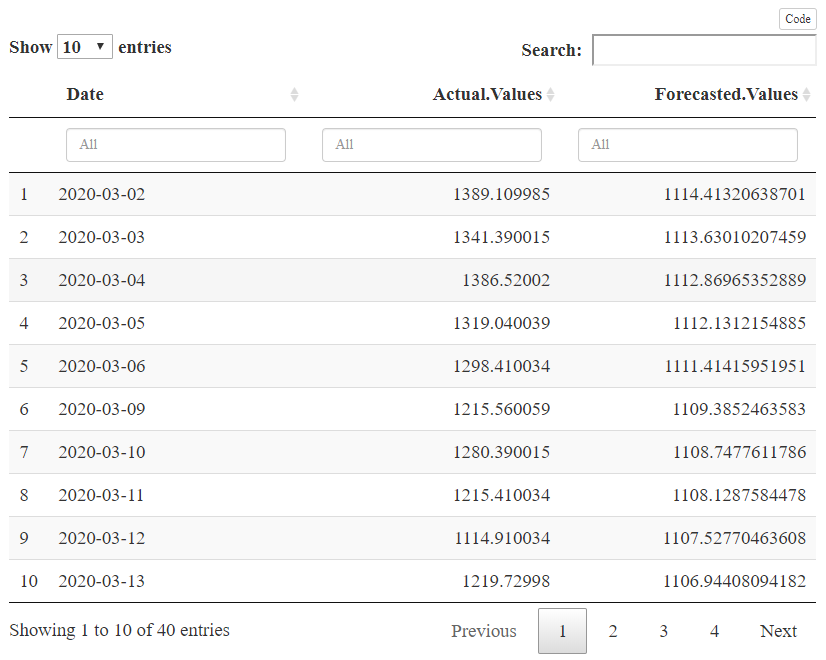 Code
Show 10 entries Search:
Date Actual.Values Forecasted.Values
All All All
1 2020-03-02 1389.109985 1114.41320638701
2 2020-03-03 1341.390015 1113.63010207459
3 2020-03-04 1386.52002 1112.86965352889
4 2020-03-05 1319.040039 1112.1312154885
5 2020-03-06 1298.410034 1111.41415951951
6 2020-03-09 1215.560059 1109.3852463583
7 2020-03-10 1280.390015 1108.7477611786
8 2020-03-11 1215.410034 1108.1287584478
9 2020-03-12 1114.910034 1107.52770463608
10 2020-03-13 1219.72998 1106.94408094182
Showing 1 to 10 of 40 entries Previous 1 2 3 4 Next